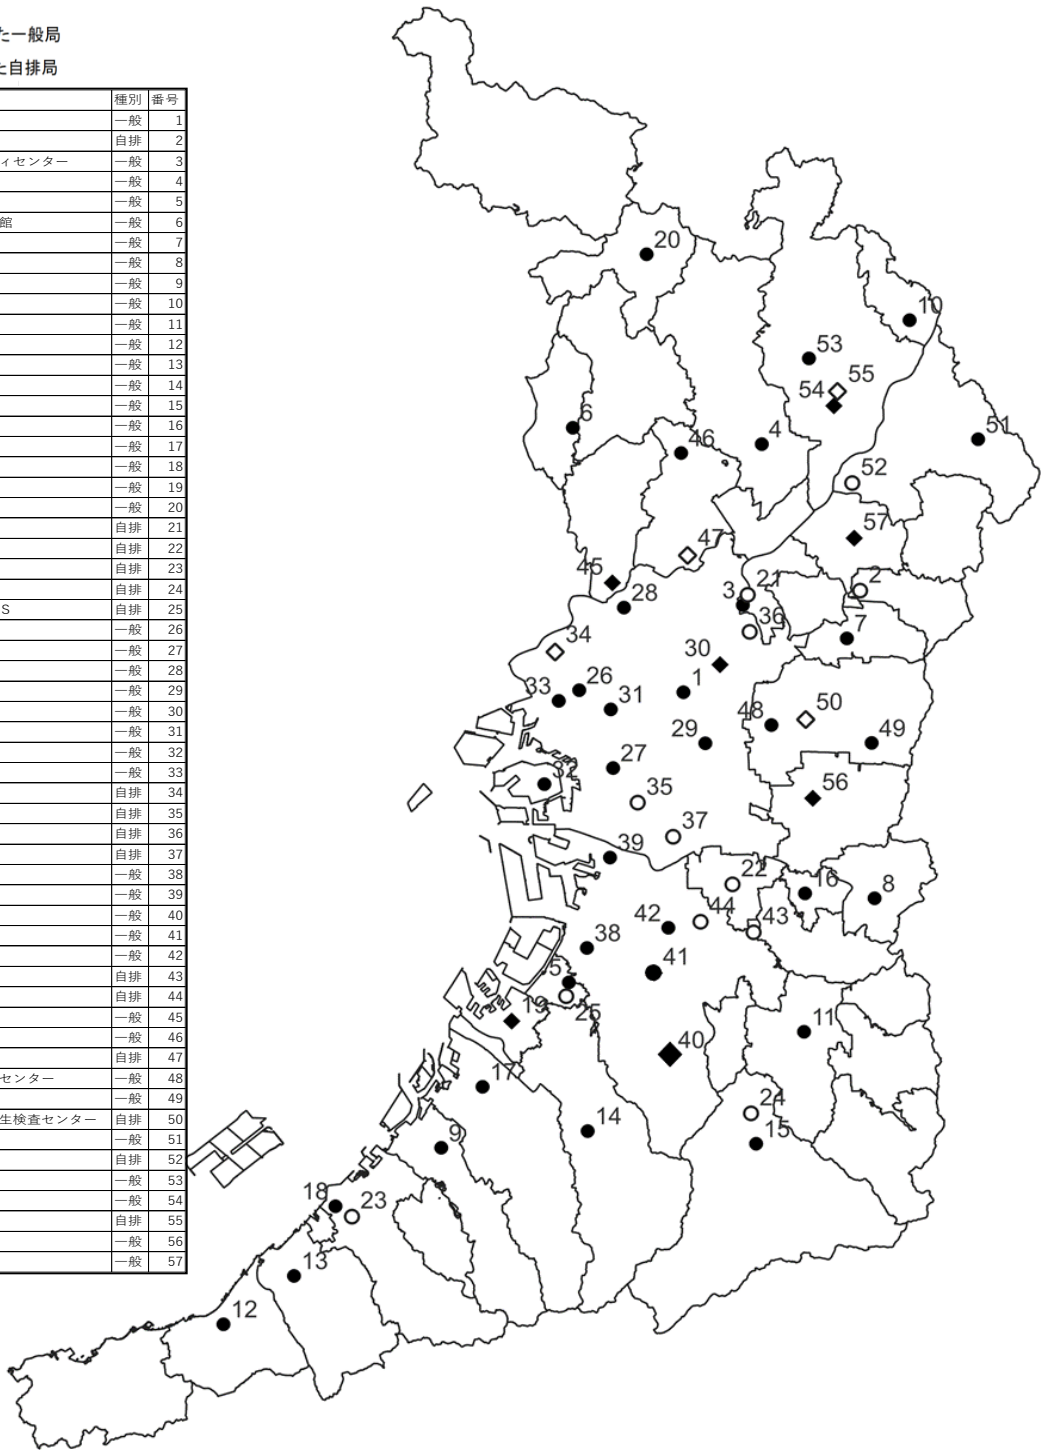 た一般局
た自排局
種別 番号
一般 1
自排 2
ィセンター 一般 3
一般 4
一般 5
館 一般 6
一般 7
一般 8
一般 9
一般 10
一般 11
一般 12
一般 13
一般 14
一般 15
一般 16
一般 17
一般 18
一般 19
一般 20
自排 21
自排 22
自排 23
自排 24
S 自排 25
一般 26
一般 27
一般 28
一般 29
一般 30
一般 31
一般 32
一般 33
自排 34
自排 35
自排 36
自排 37
一般 38
一般 39
一般 40
一般 41
一般 42
自排 43
自排 44
一般 45
一般 46
自排 47
センター 一般 48
一般 49
生検査センター 自排 50
一般 51
自排 52
一般 53
一般 54
自排 55
一般 56
一般 57
20
10
53
55
54
6
51
4
46
52
57
47
45
2
21
3
28
36
7
34
30
26
1
33
31
50
48
29
49
27
32
56
35
37
39
22
16
8
44
42
43
38
41
5
19
25
11
40
17
24
14
15
9
18
23
13
12